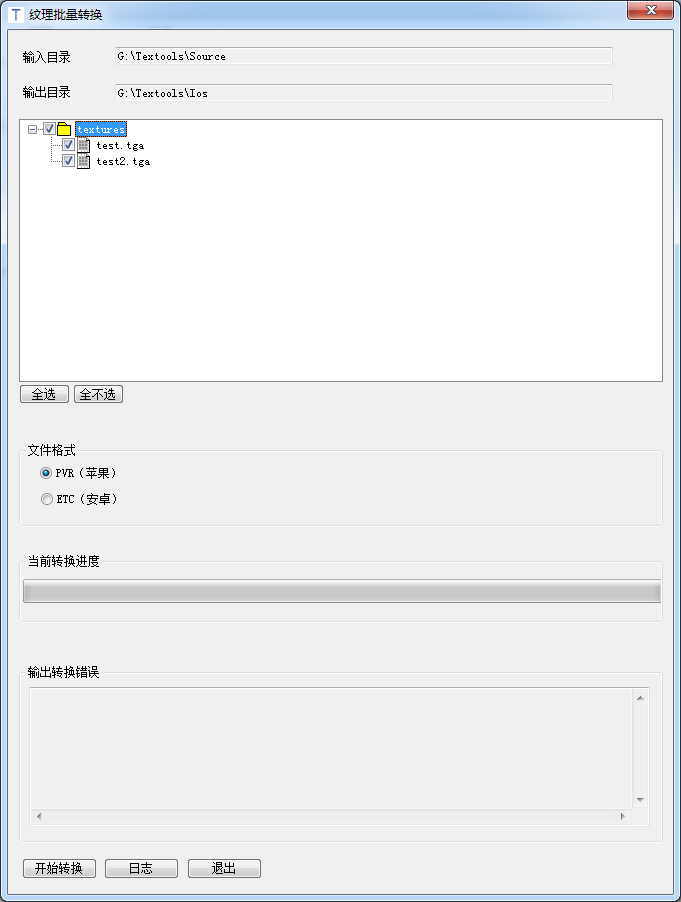 T 纹理批量转换
输入目录 G:\Textools\Source
输出目录 G:\Textools\Ios
textures
test.tga
test2.tga
全选 全不选
文件格式
PVR（苹果）
ETC（安卓）
当前转换进度
输出转换错误
开始转换 日志 退出